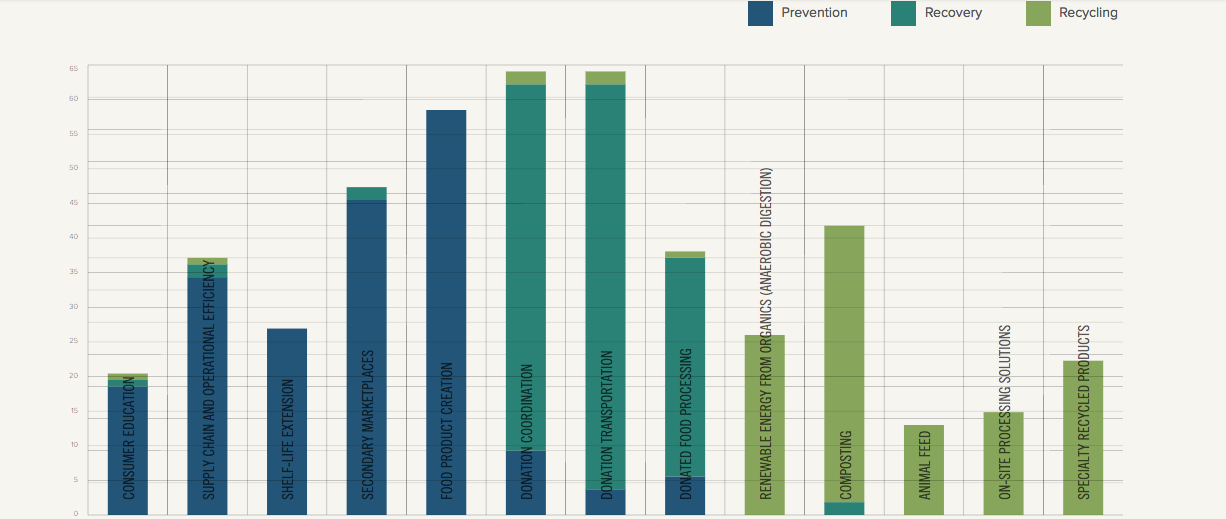 Prevention
Recovery
Recycling
65
60
55
50
45
40
35
30
25
20
15
10
5
0
CONSUMER EDUCATION
SUPPLY CHAIN AND OPERATIONAL EFFICIENCY
SHELF-LIFE EXTENSION
SECONDARY MARKETPLACES
FOOD PRODUCT CREATION
DONATION COORDINATION
DONATION TRANSPORTATION
DONATED FOOD PROCESSING
RENEWABLE ENERGY FROM ORGANICS (ANAEROBIC DIGESTION)
COMPOSTING
ANIMAL FEED
ON-SITE PROCESSING SOLUTIONS
SPECIALTY RECYCLED PRODUCTS